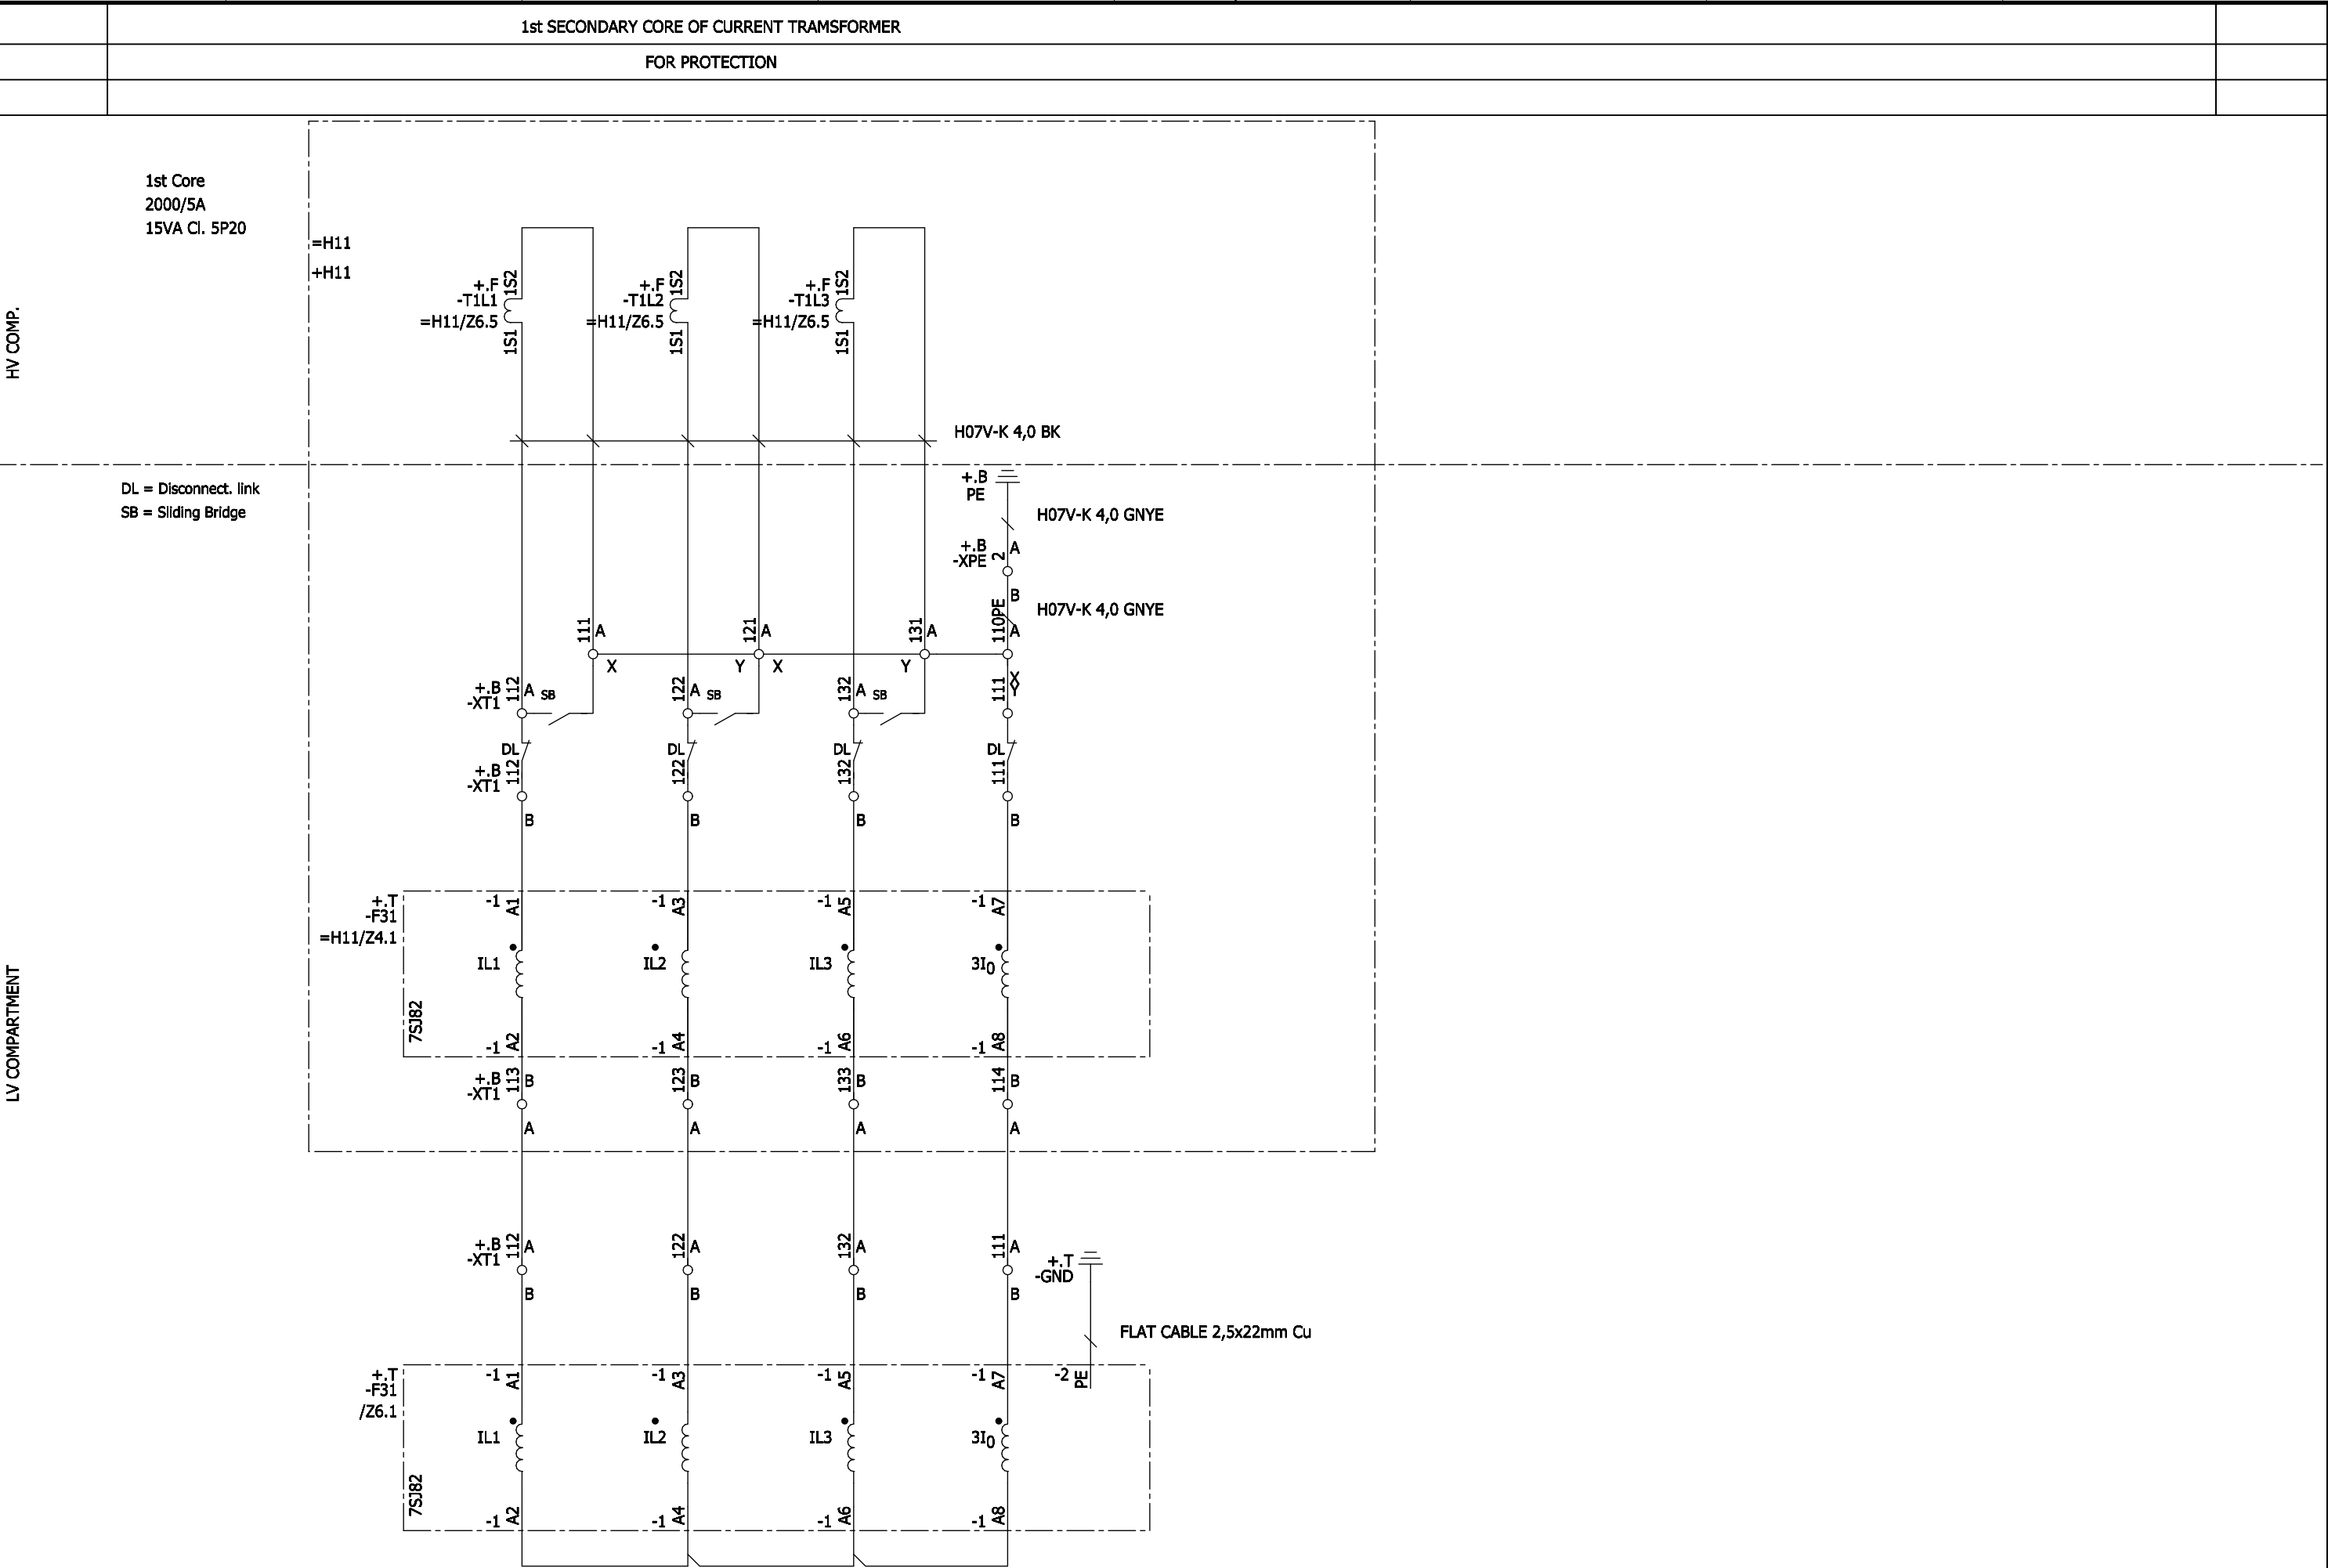 1st SECONDARY CORE OF CURRENT TRAMSFORMER
FOR PROTECTION
1st Core
2000/5A
15VA Cl. 5P20
=H11
+H11
HV COMP.
+.F
-T1L1
=H11/Z6.5
1S2
1S1
+.F
-T1L2
=H11/Z6.5
1S2
1S1
+.F
-T1L3
=H11/Z6.5
1S2
1S1
H07V-K 4,0 BK
DL = Disconnect. link
SB = Sliding Bridge
+.B
PE
H07V-K 4,0 GNYE
+.B
-XPE
2
A
B
H07V-K 4,0 GNYE
111 A
121 A
131 A
110PE A
X
Y
X
Y
X
Y
+.B
-XT1
112 A SB
122 A SB
132 A SB
111
DL
DL
DL
DL
+.B
-XT1
112
122
132
111
B
B
B
B
LV COMPARTMENT
+.T
-F31
=H11/Z4.1
-1 A1
-1 A3
-1 A5
-1 A7
IL1
IL2
IL3
3I0
7SJ82
-1 A2
-1 A4
-1 A6
-1 A8
+.B
-XT1
113 B
123 B
133 B
114 B
A
A
A
A
+.B
-XT1
112 A
122 A
132 A
111 A
B
B
B
B
+.T
-GND
FLAT CABLE 2,5x22mm Cu
+.T
-F31
/Z6.1
-1 A1
-1 A3
-1 A5
-1 A7
-2 PE
IL1
IL2
IL3
3I0
7SJ82
-1 A2
-1 A4
-1 A6
-1 A8